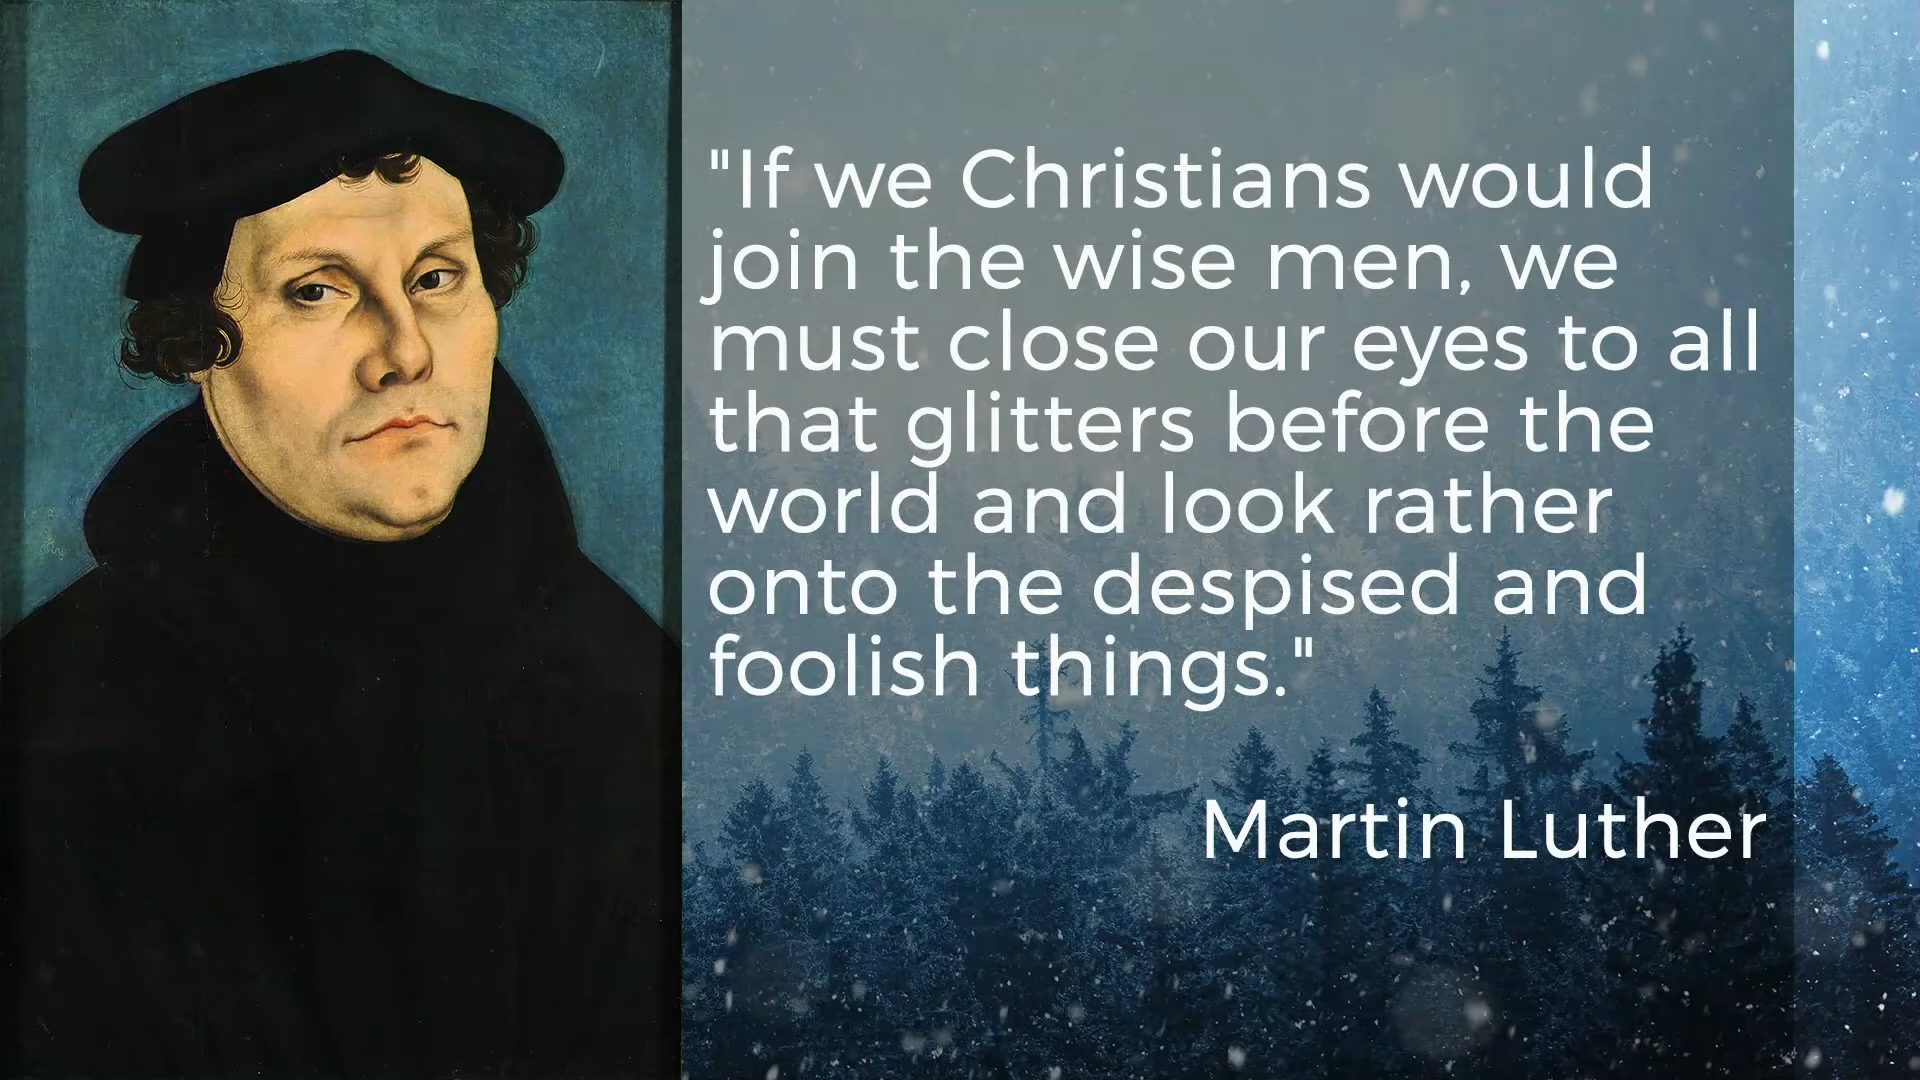 "If we Christians would
join the wise men, we
must close our eyes to all
that glitters before the
world and look rather
onto the despised and
foolish things."
Martin Luther